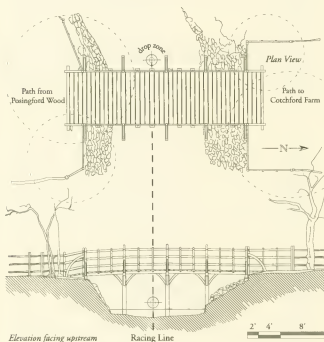 drop zone
Plan View
Path from
Posingford Wood
Path to
Cotchford Farm
N
Elevation facing upstream
Racing Line
2' 4' 8'